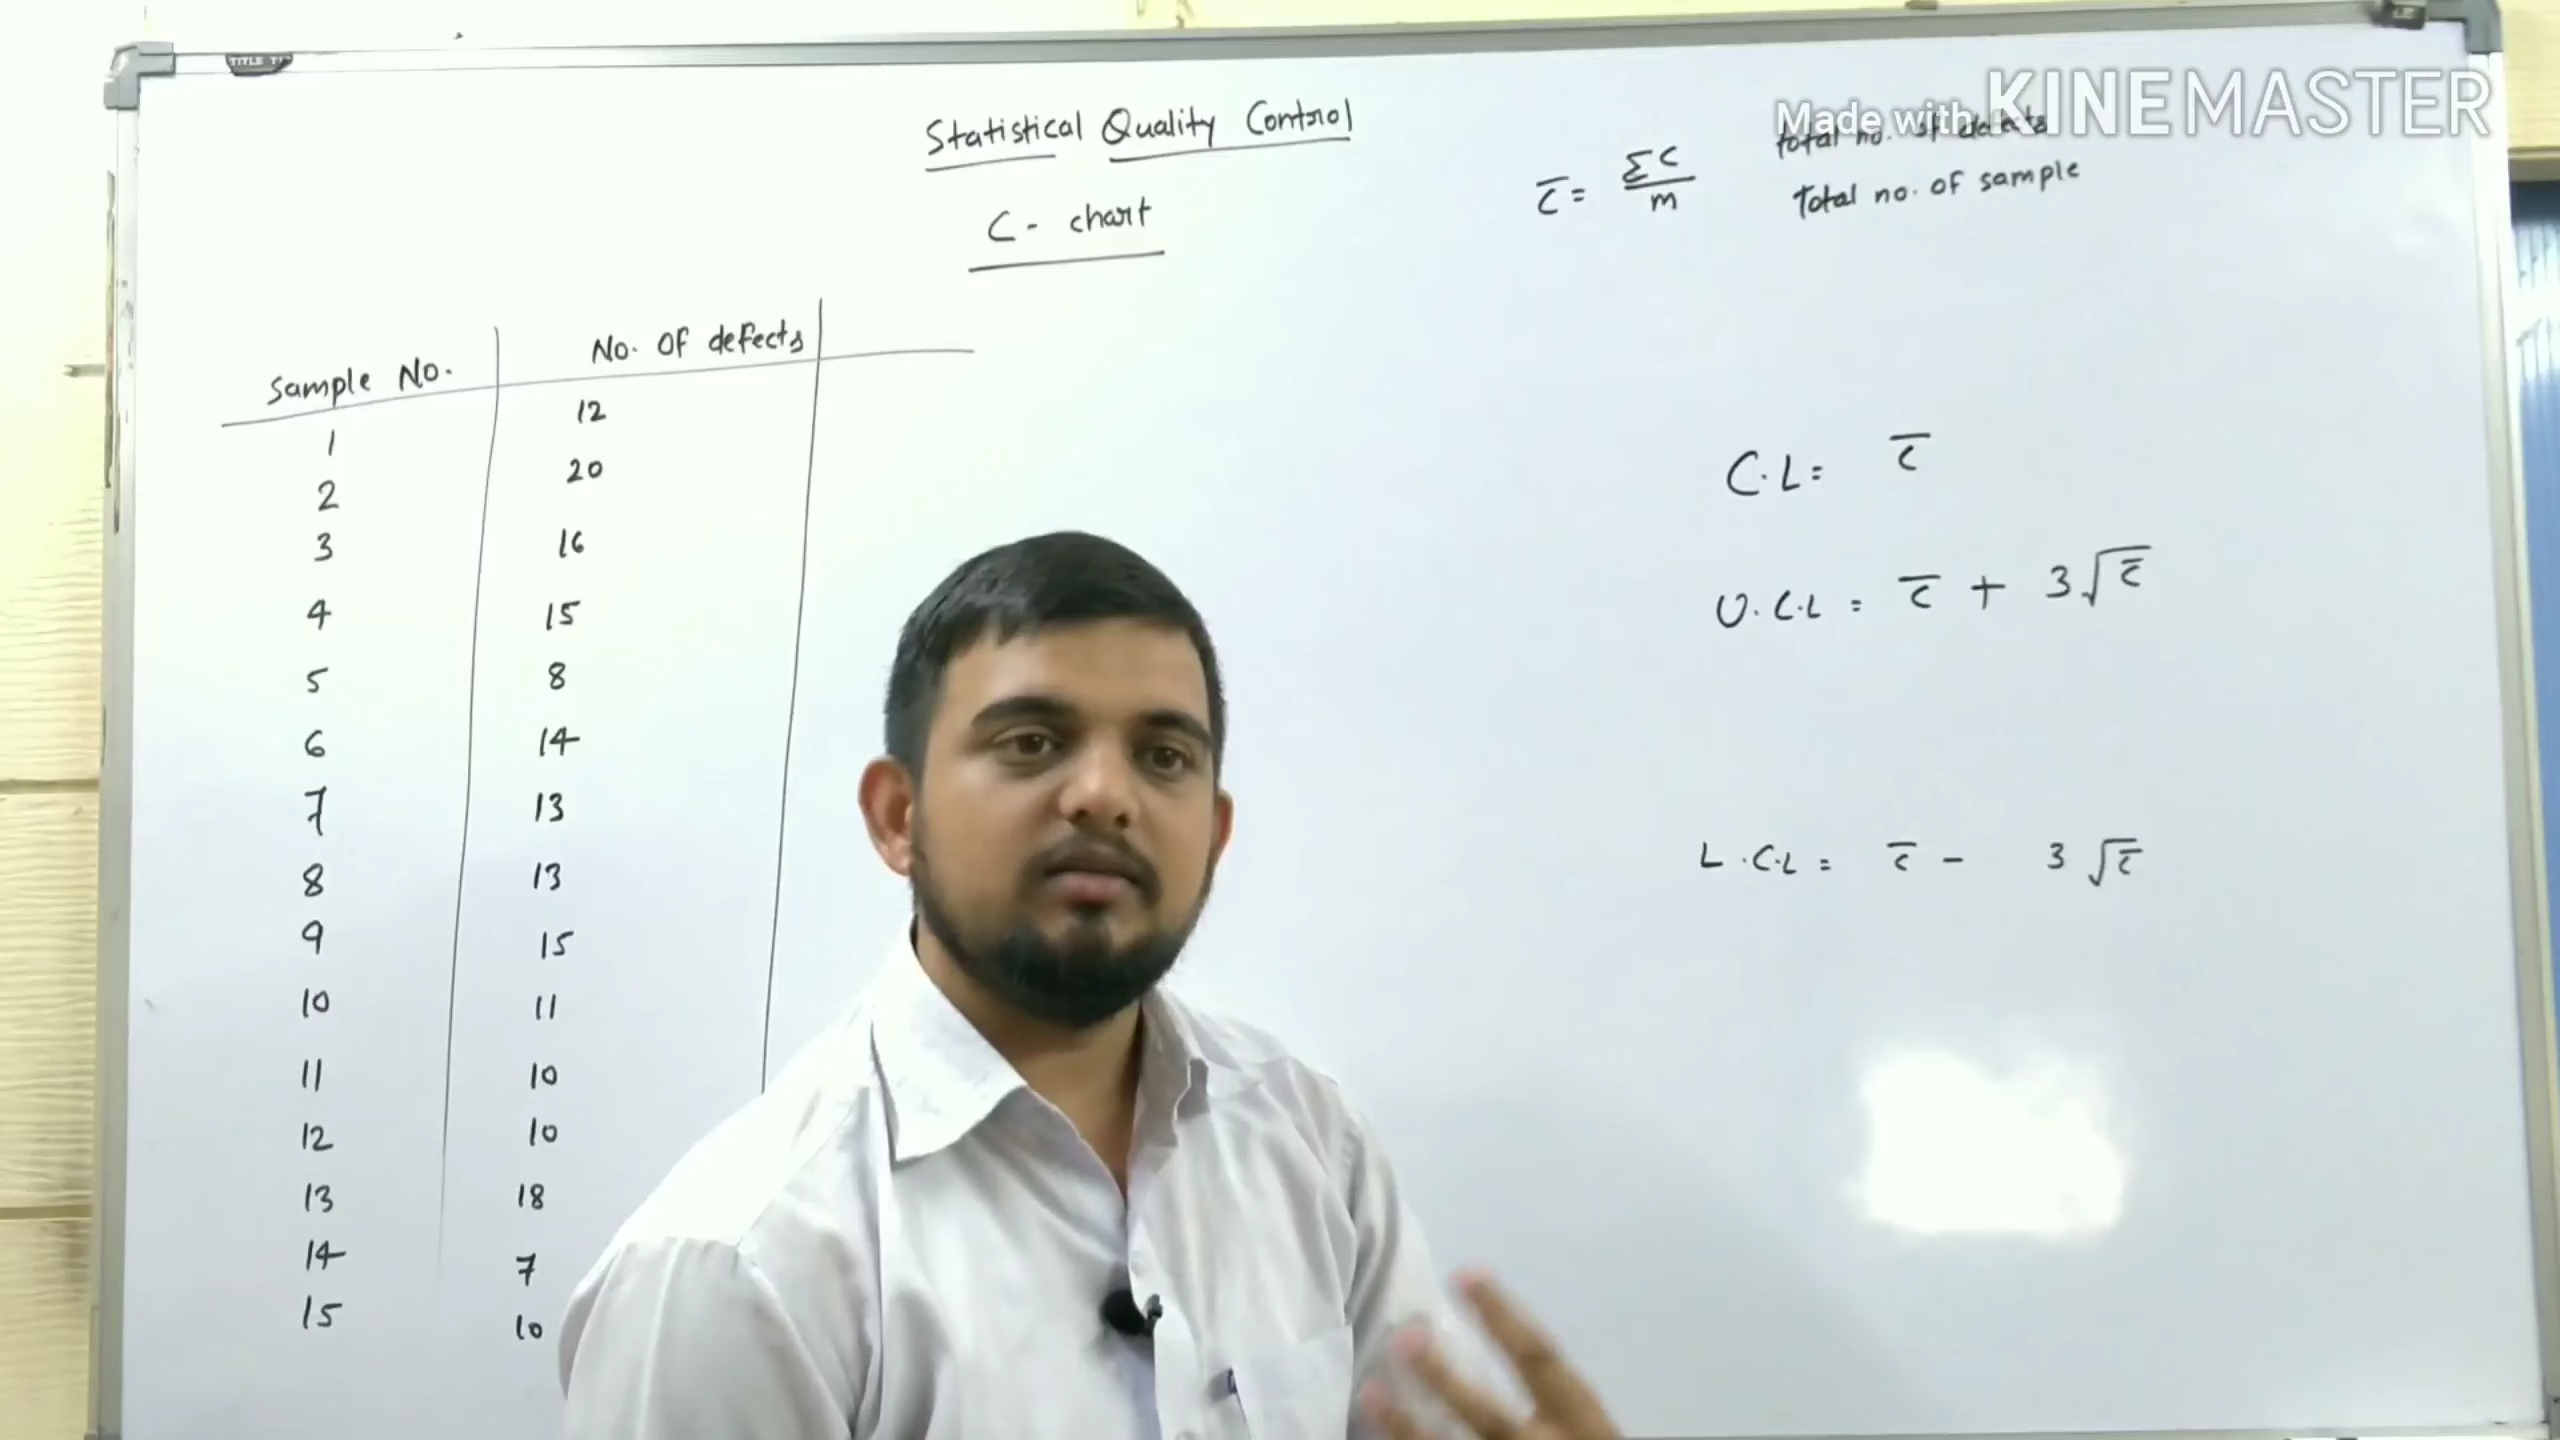 TITLE
Made with KINEMASTER
Statistical Quality Control
C - chart
c̅ = Σc / m
total no. of defects
Total no. of sample
Sample No. No. Of defects
1 12
2 20
3 16
4 15
5 8
6 14
7 13
8 13
9 15
10 11
11 10
12 10
13 18
14 7
15 10
C.L = c̅
U.C.L = c̅ + 3√c̅
L.C.L = c̅ - 3√c̅